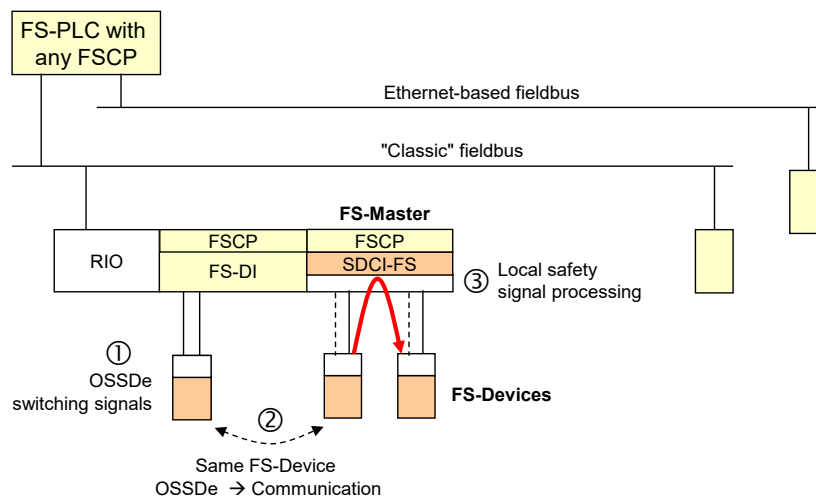 FS-PLC with
any FSCP
Ethernet-based fieldbus
"Classic" fieldbus
FS-Master
RIO
FSCP
FS-DI
FSCP
SDCI-FS
③ Local safety
signal processing
①
OSSDe
switching signals
②
FS-Devices
Same FS-Device
OSSDe → Communication